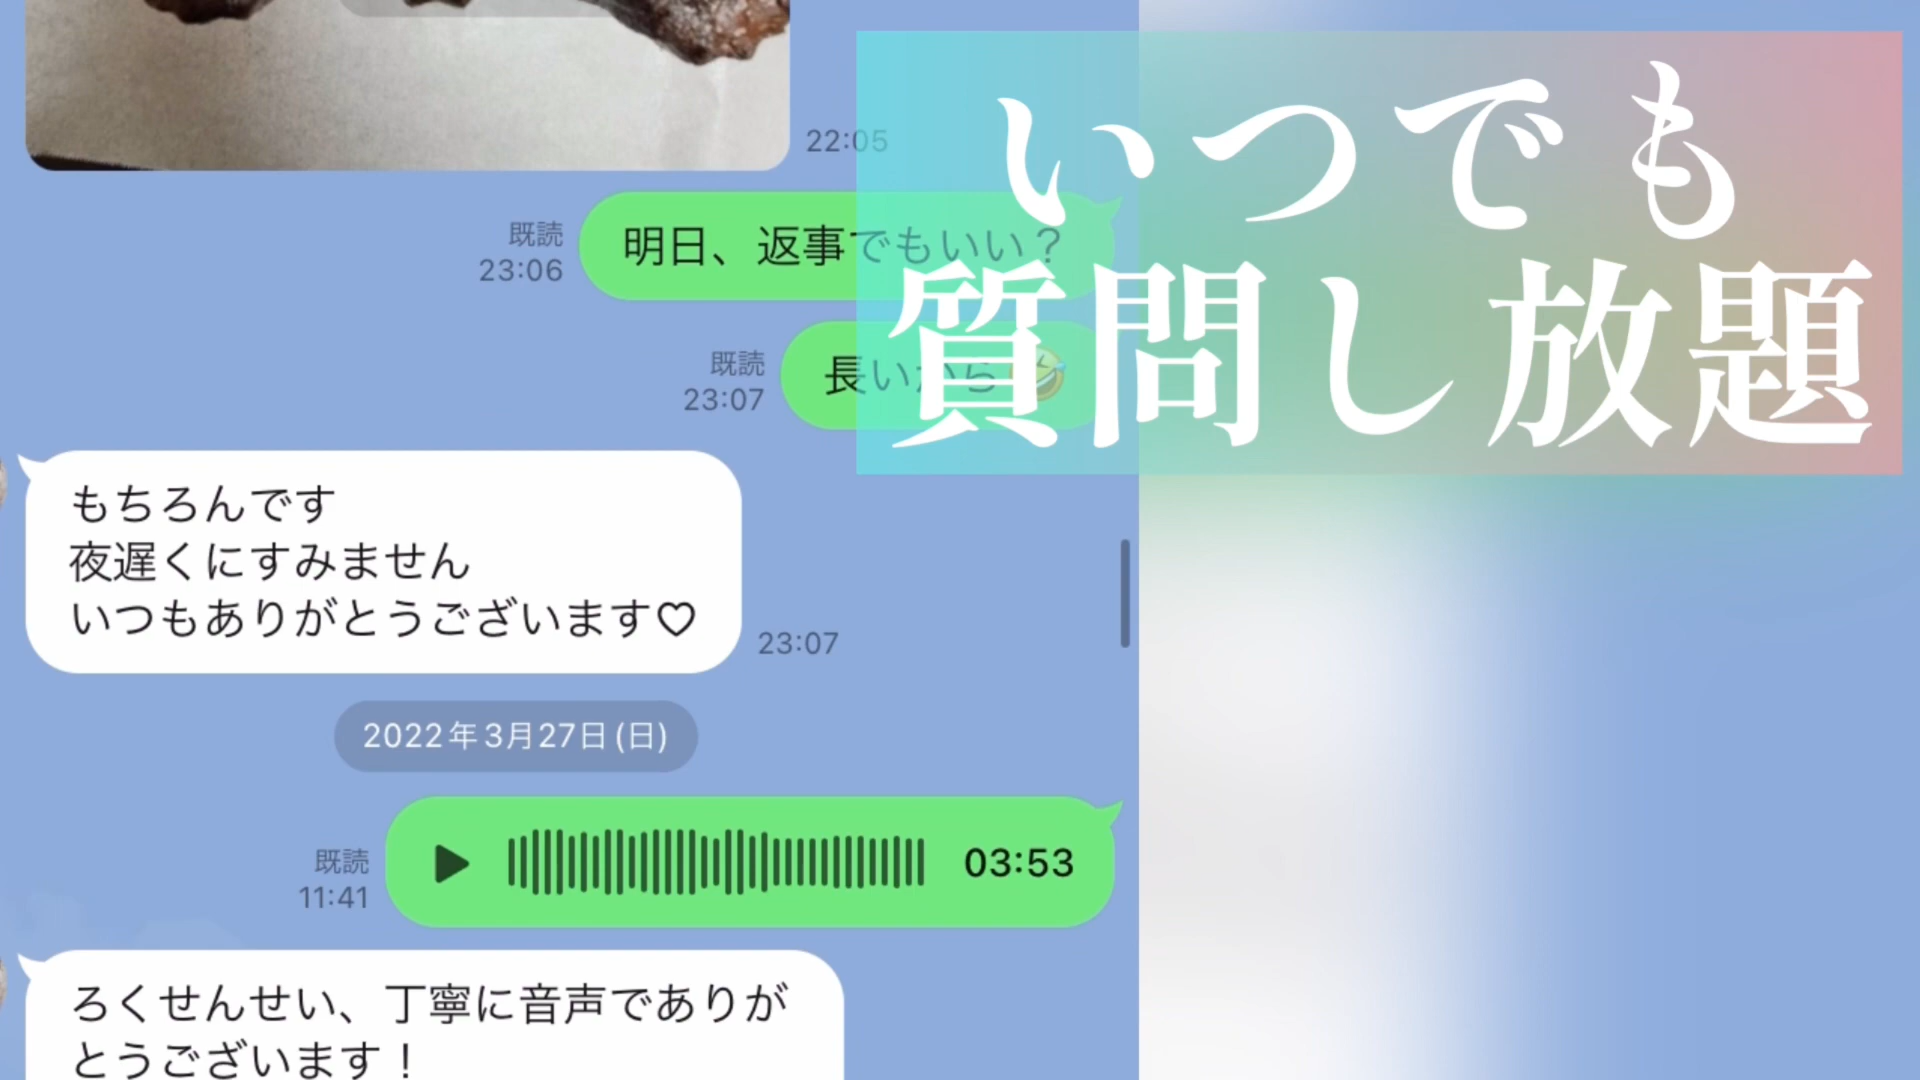 いつでも
質問し放題
22:05
既読
23:06
明日、返事でもいい？
既読
23:07
長いから🤣
もちろんです
夜遅くにすみません
いつもありがとうございます♡
23:07
2022年3月27日(日)
既読
11:41
03:53
ろくせんせい、丁寧に音声でありが
とうございます！